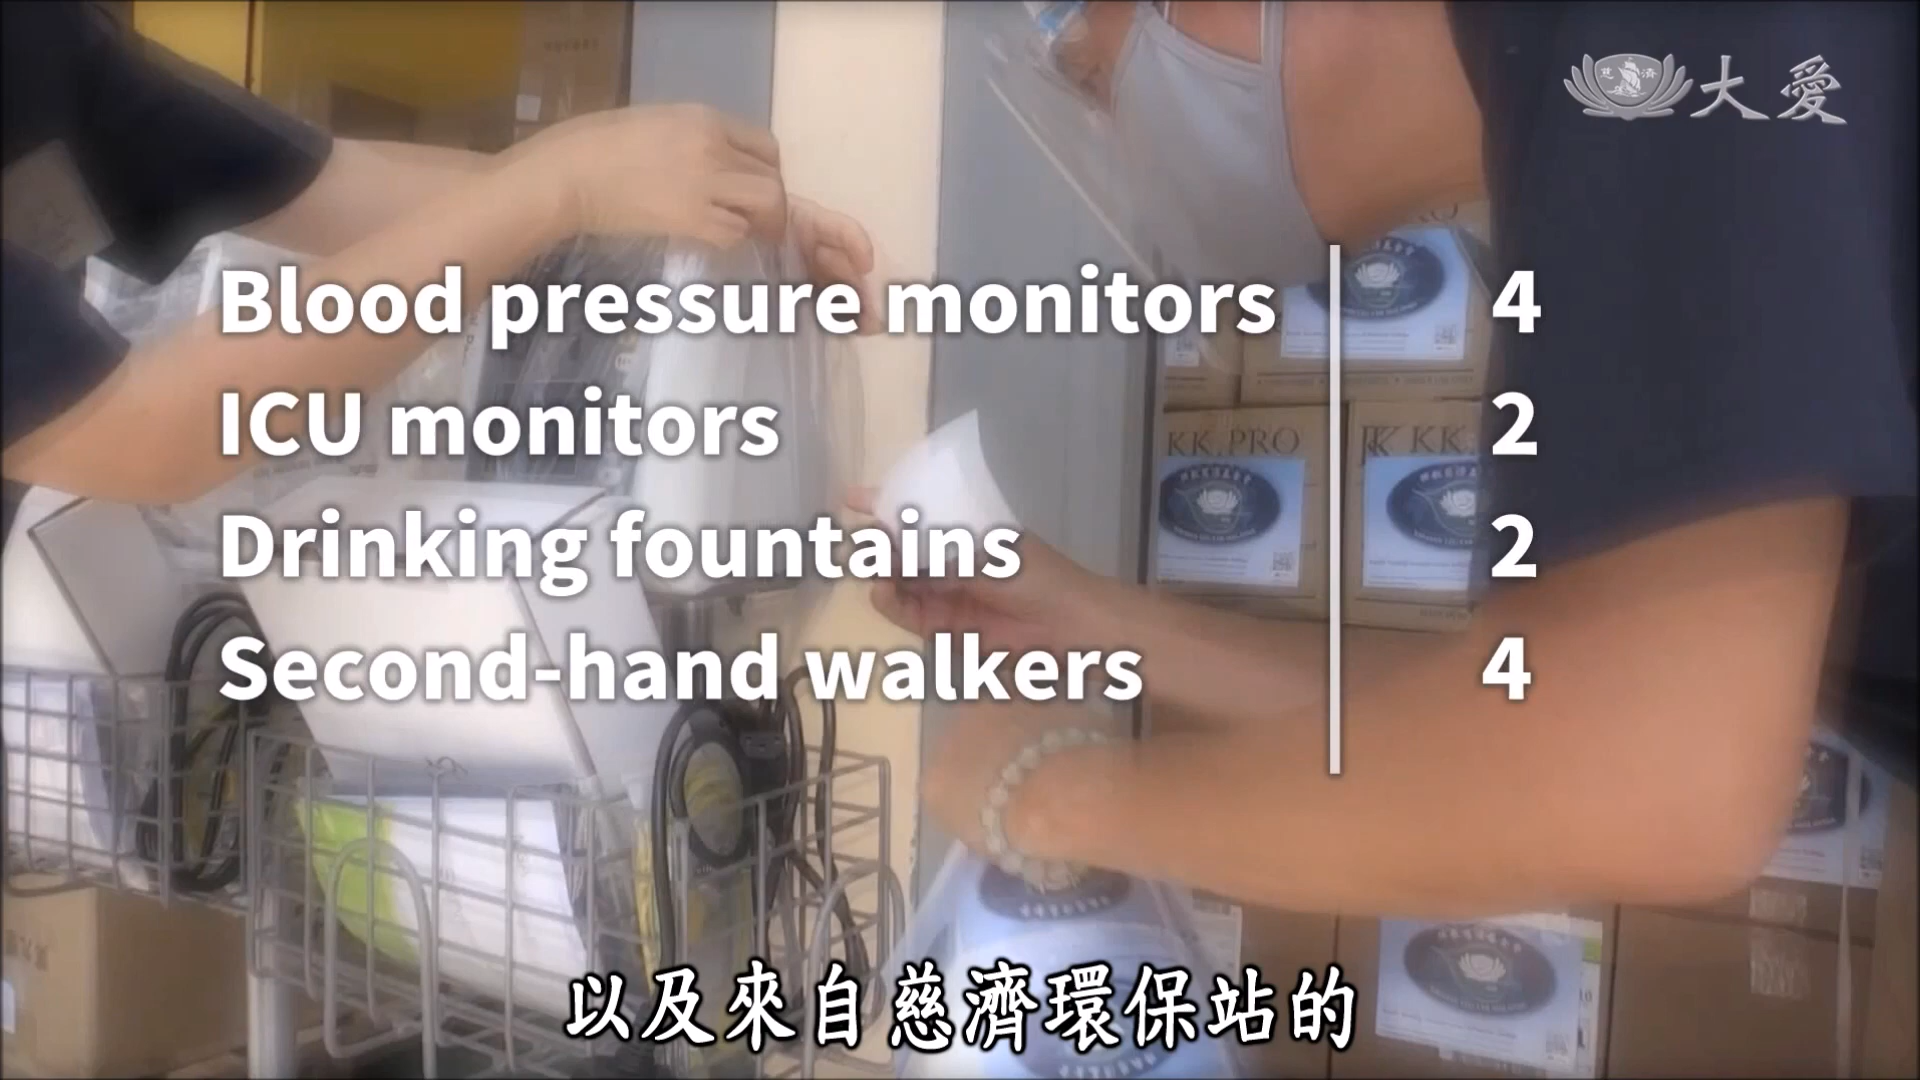 大愛
Blood pressure monitors 4
ICU monitors 2
Drinking fountains 2
Second-hand walkers 4
KK.PRO
KK
以及來自慈濟環保站的